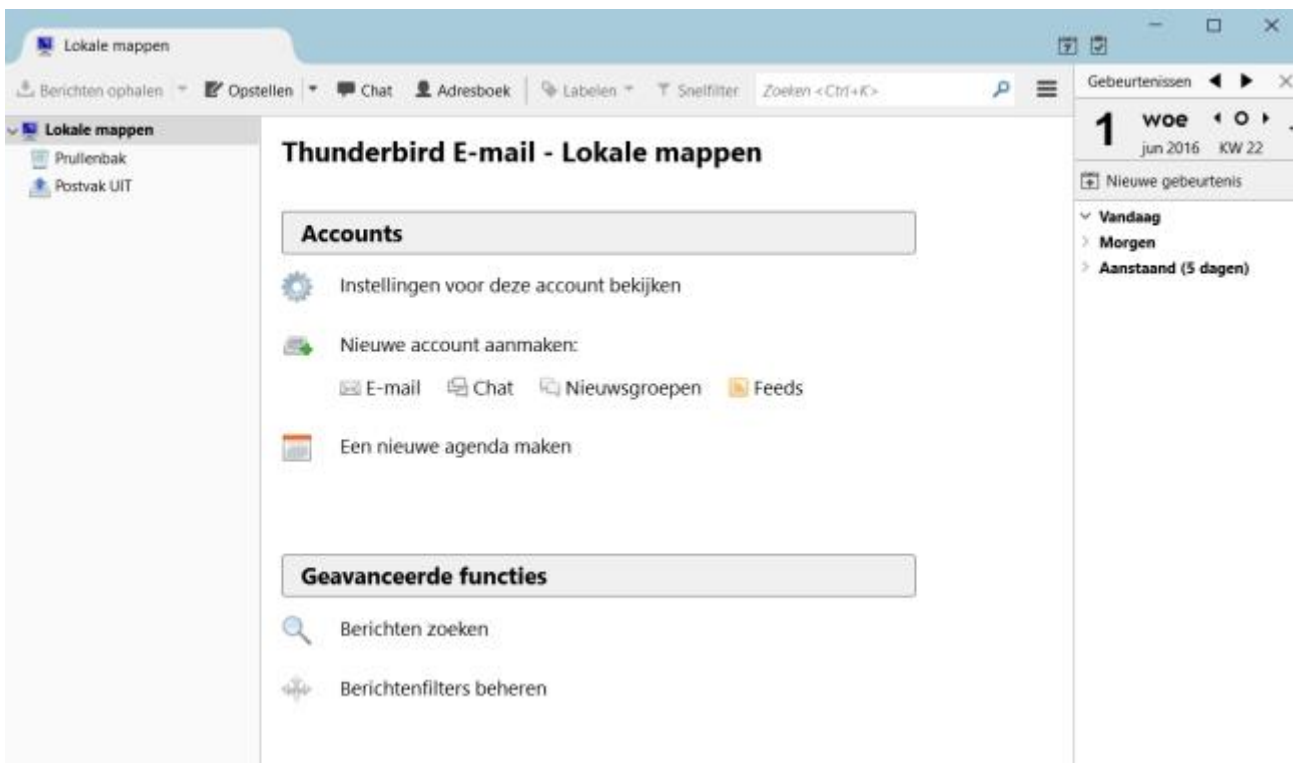 Lokale mappen
Berichten ophalen Opstellen Chat Adresboek Labelen Snelfilter Zoeken <Ctrl+K>
Lokale mappen
Prullenbak
Postvak UIT
Thunderbird E-mail - Lokale mappen
Accounts
Instellingen voor deze account bekijken
Nieuwe account aanmaken:
E-mail Chat Nieuwsgroepen Feeds
Een nieuwe agenda maken
Geavanceerde functies
Berichten zoeken
Berichtenfilters beheren
Gebeurtenissen
1 woe
jun 2016 KW 22
Nieuwe gebeurtenis
Vandaag
Morgen
Aanstaand (5 dagen)